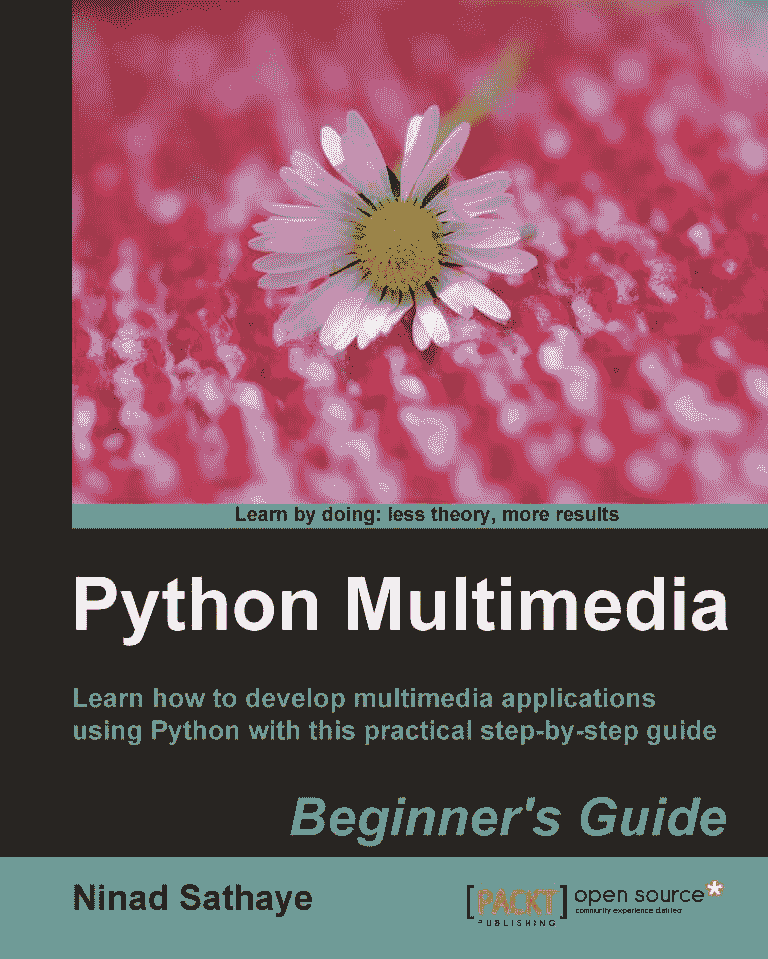 Learn by doing: less theory, more results
Python Multimedia
Learn how to develop multimedia applications
using Python with this practical step-by-step guide
Beginner's Guide
Ninad Sathaye
[PACKT] open source*
community experience distilled
PUBLISHING